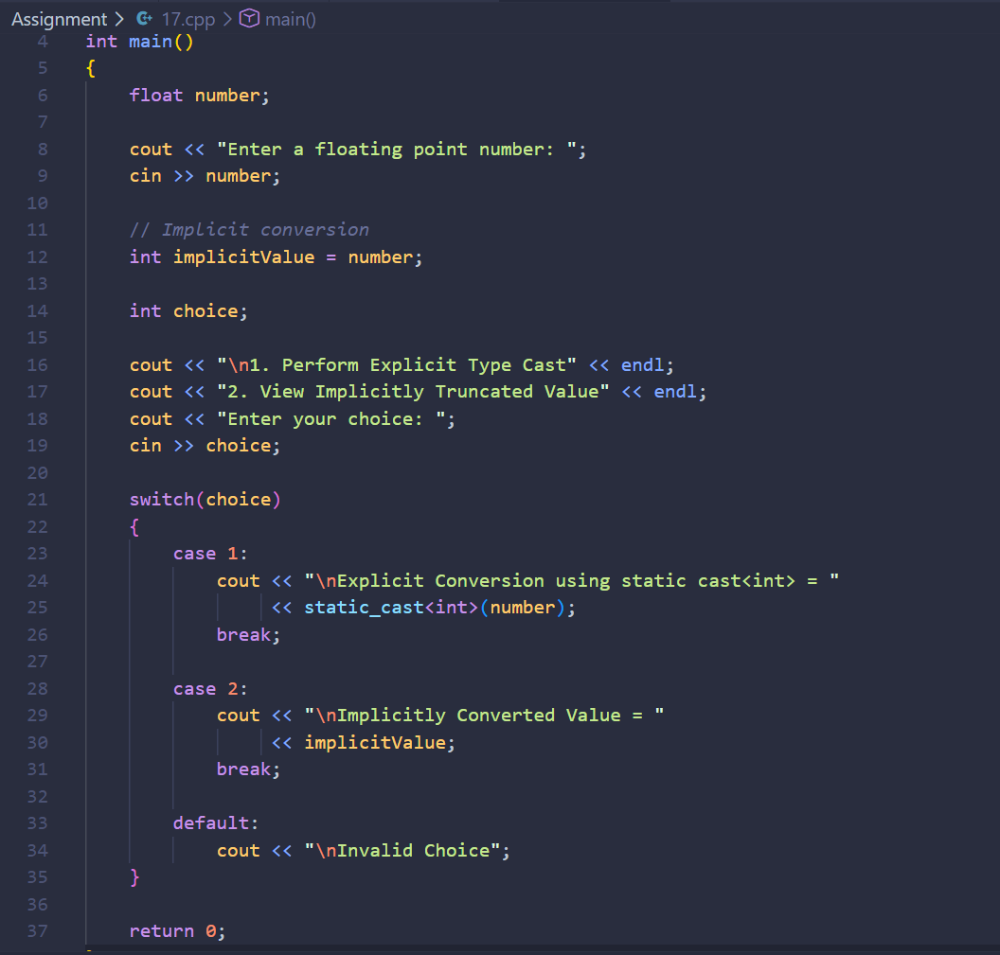 Assignment > C++ 17.cpp > main()
4 int main()
5 {
6 float number;
7
8 cout << "Enter a floating point number: ";
9 cin >> number;
10
11 // Implicit conversion
12 int implicitValue = number;
13
14 int choice;
15
16 cout << "\n1. Perform Explicit Type Cast" << endl;
17 cout << "2. View Implicitly Truncated Value" << endl;
18 cout << "Enter your choice: ";
19 cin >> choice;
20
21 switch(choice)
22 {
23 case 1:
24 cout << "\nExplicit Conversion using static cast<int> = "
25 << static_cast<int>(number);
26 break;
27
28 case 2:
29 cout << "\nImplicitly Converted Value = "
30 << implicitValue;
31 break;
32
33 default:
34 cout << "\nInvalid Choice";
35 }
36
37 return 0;